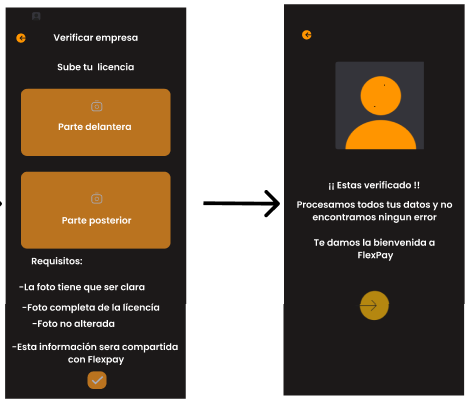 Verificar empresa
Sube tu licencia
Parte delantera
Parte posterior
Requisitos:
-La foto tiene que ser clara
-Foto completa de la licencía
-Foto no alterada
-Esta información sera compartida
con Flexpay
¡¡ Estas verificado !!
Procesamos todos tus datos y no
encontramos ningun error
Te damos la bienvenida a
FlexPay